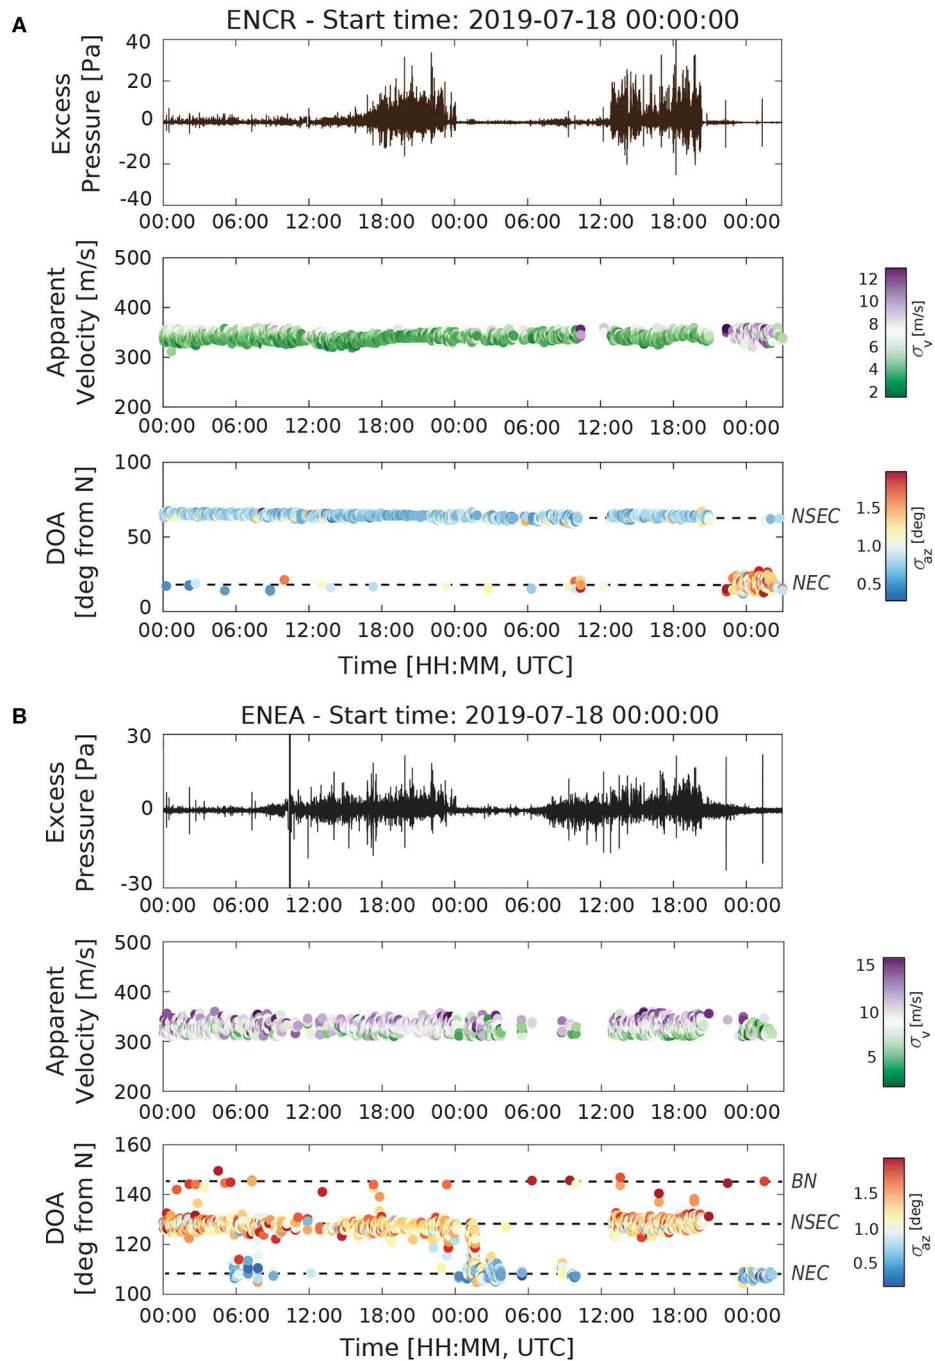 A
ENCR - Start time: 2019-07-18 00:00:00
Excess
Pressure [Pa]
40
20
0
-20
-40
00:00 06:00 12:00 18:00 00:00 06:00 12:00 18:00 00:00
Apparent
Velocity [m/s]
500
400
300
200
00:00 06:00 12:00 18:00 00:00 06:00 12:00 18:00 00:00
12
10
8
6
4
2
σv [m/s]
DOA
[deg from N]
100
50
0
NSEC
NEC
00:00 06:00 12:00 18:00 00:00 06:00 12:00 18:00 00:00
1.5
1.0
0.5
σaz [deg]
Time [HH:MM, UTC]
B
ENEA - Start time: 2019-07-18 00:00:00
Excess
Pressure [Pa]
30
0
-30
00:00 06:00 12:00 18:00 00:00 06:00 12:00 18:00 00:00
Apparent
Velocity [m/s]
500
400
300
200
00:00 06:00 12:00 18:00 00:00 06:00 12:00 18:00 00:00
15
10
5
σv [m/s]
DOA
[deg from N]
160
140
120
100
BN
NSEC
NEC
00:00 06:00 12:00 18:00 00:00 06:00 12:00 18:00 00:00
1.5
1.0
0.5
σaz [deg]
Time [HH:MM, UTC]